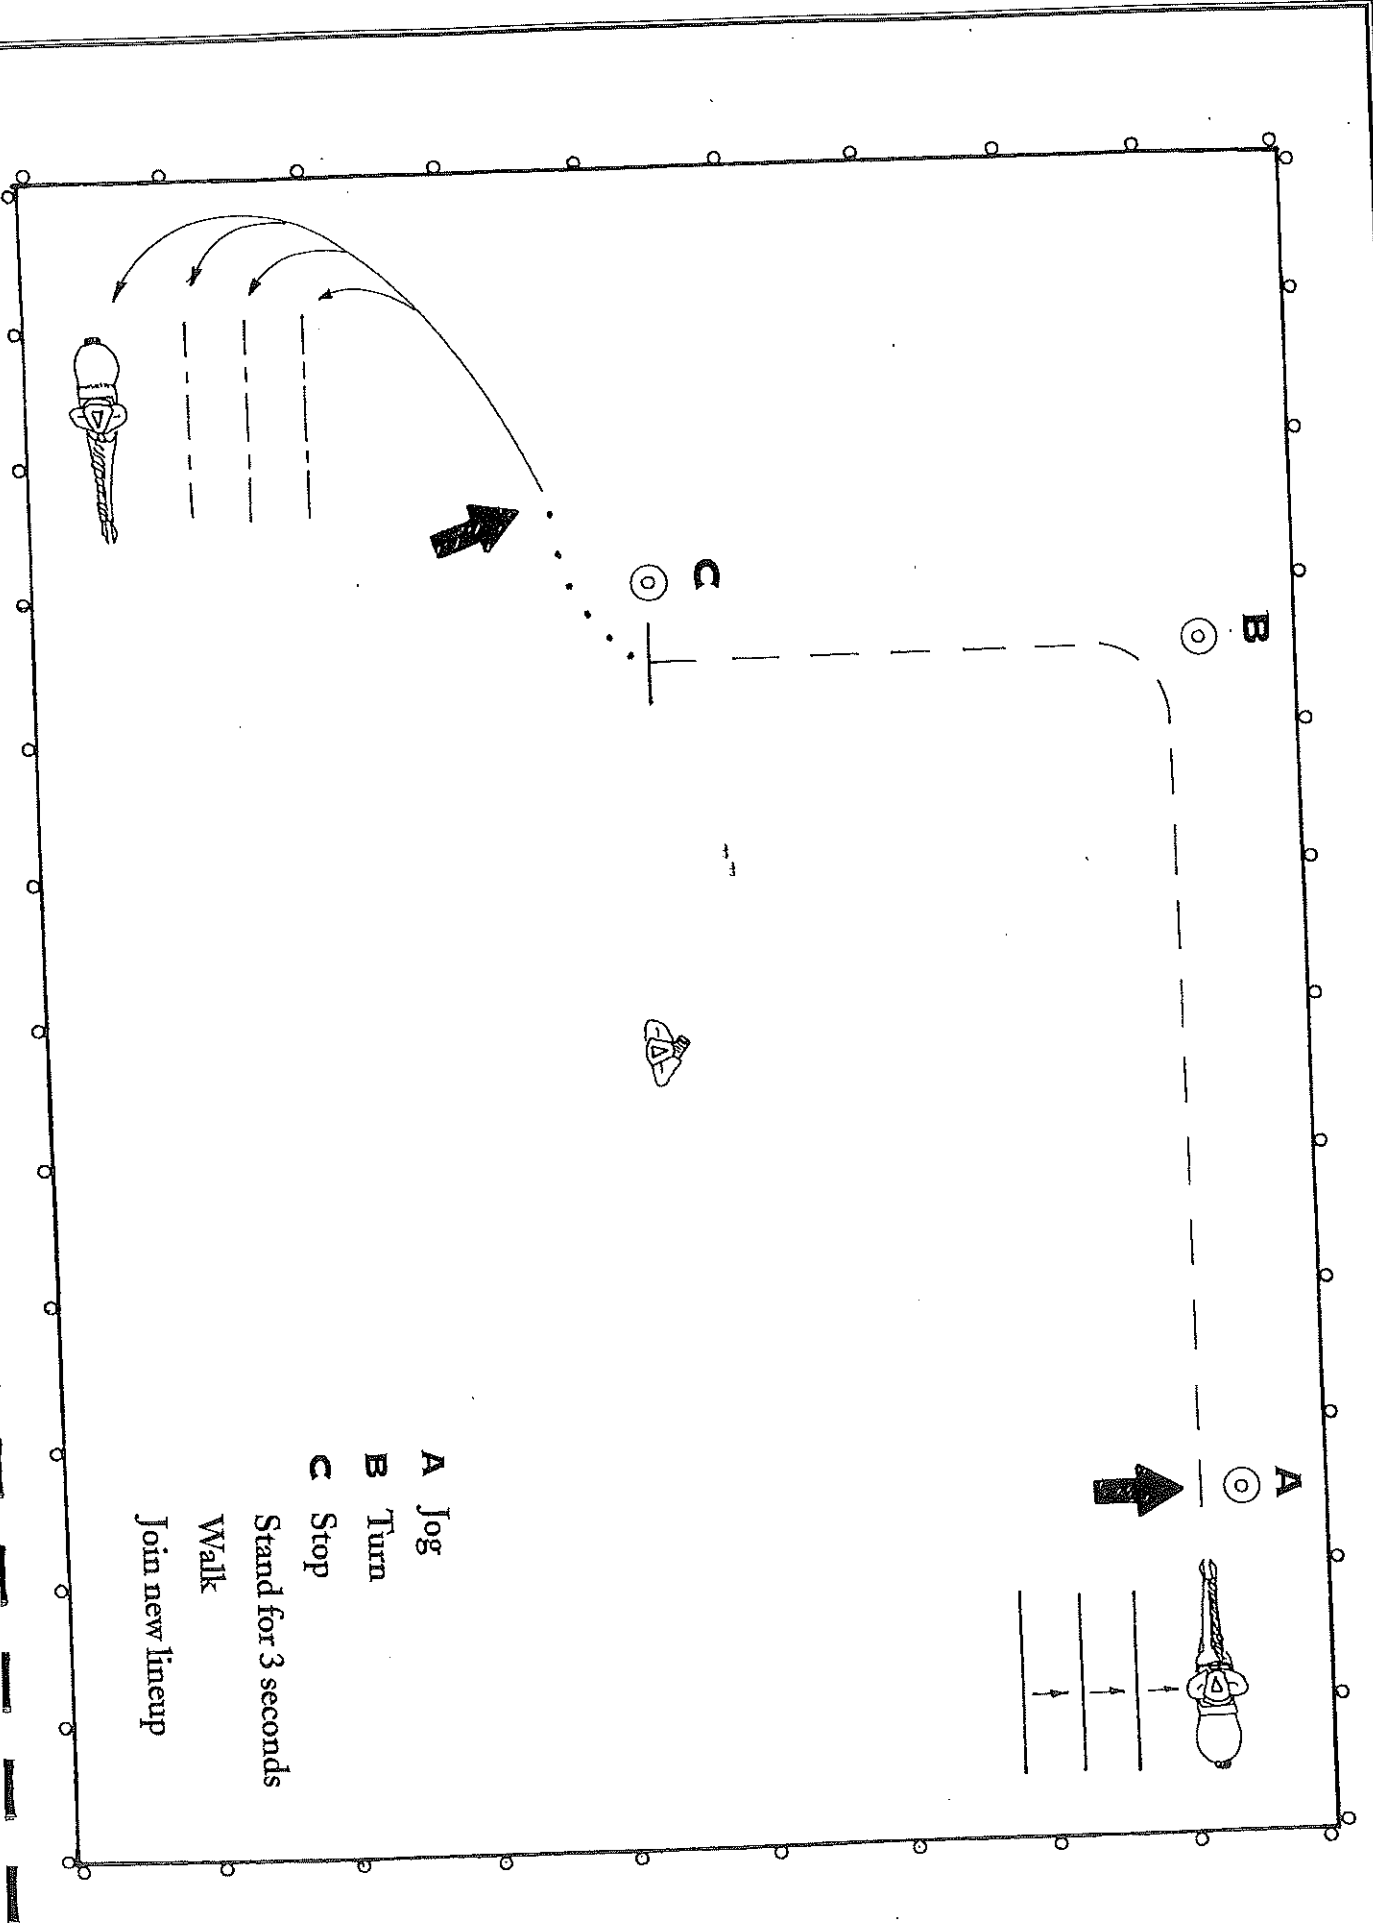 A
B
C
A Jog
B Turn
C Stop
Stand for 3 seconds
Walk
Join new lineup